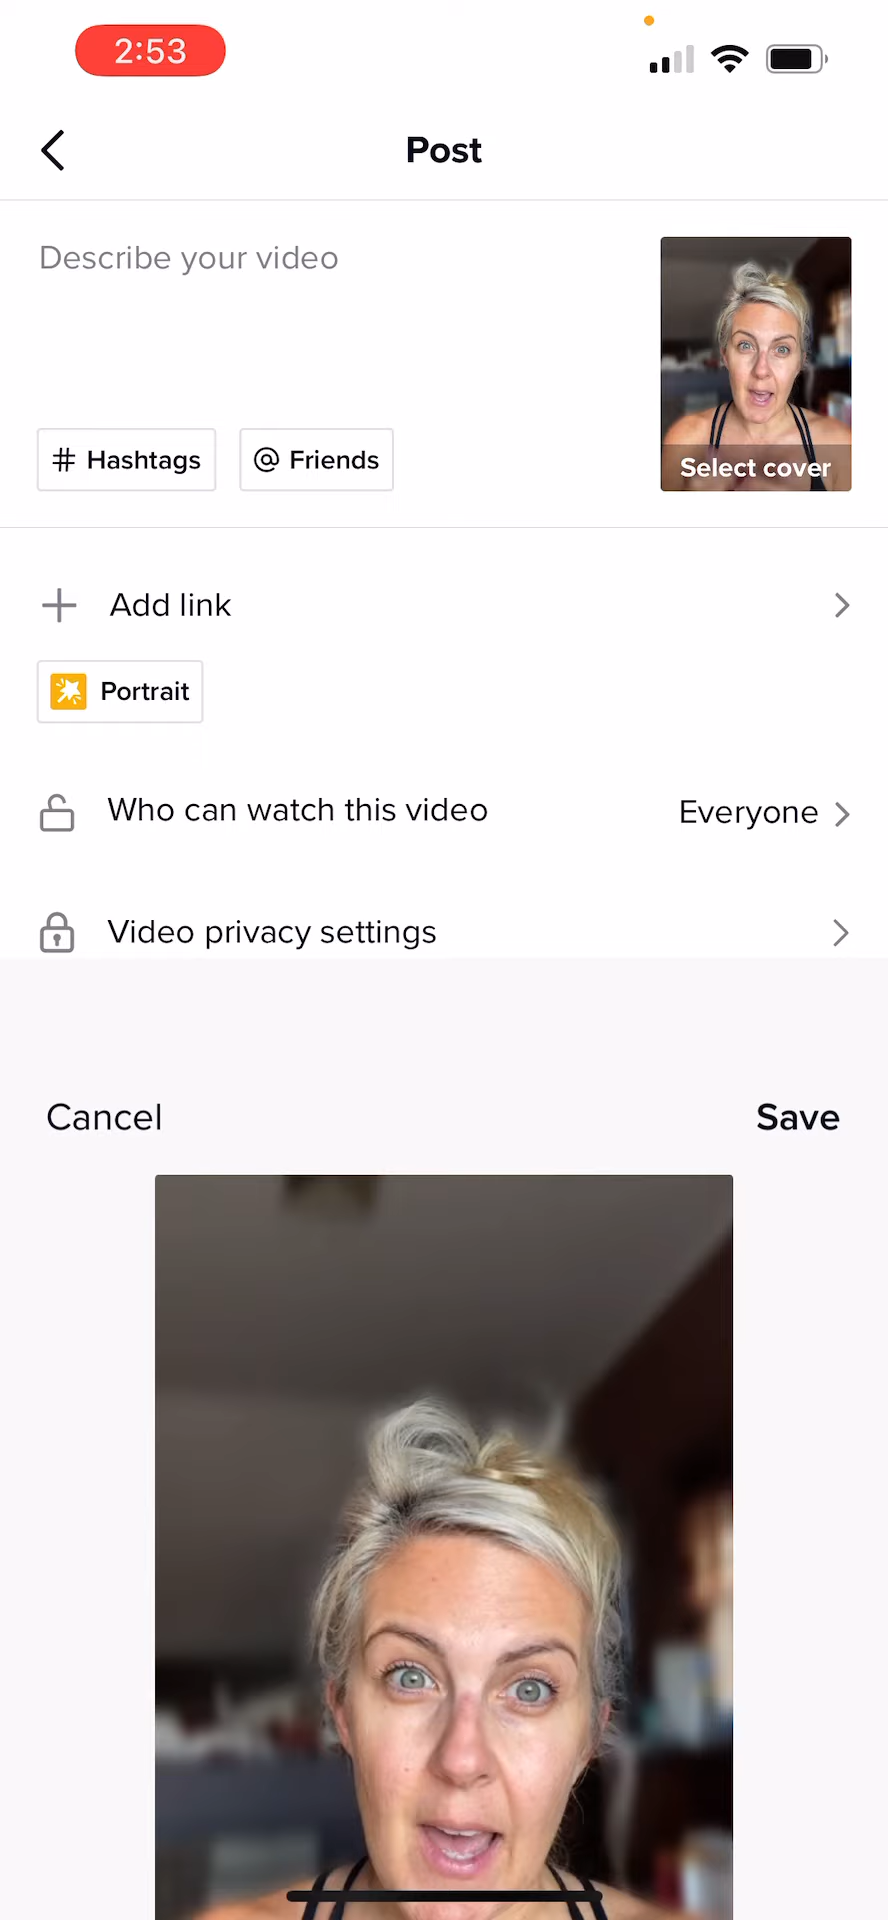 2:53
Post
Describe your video
# Hashtags
@ Friends
Select cover
Add link
Portrait
Who can watch this video
Everyone
Video privacy settings
Cancel
Save